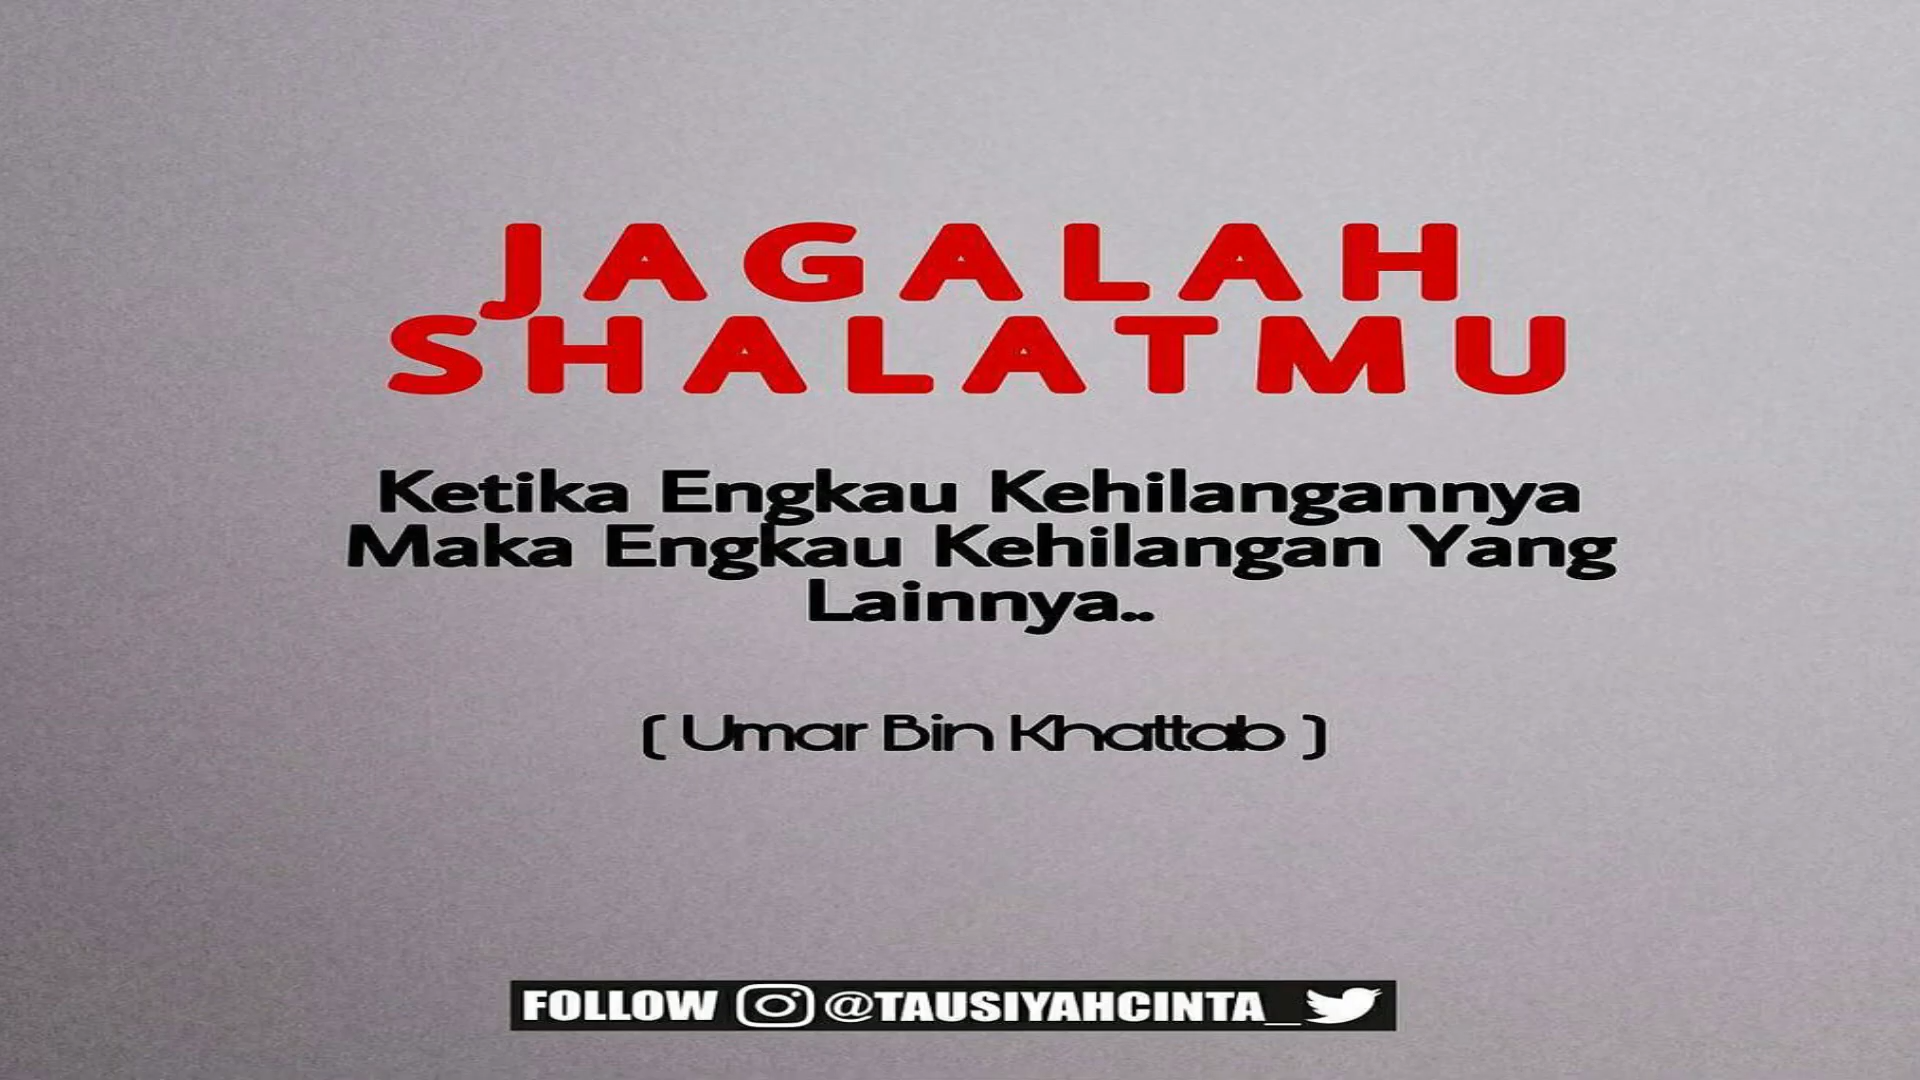 JAGALAH
SHALATMU
Ketika Engkau Kehilangannya
Maka Engkau Kehilangan Yang
Lainnya..
( Umar Bin Khattab )
FOLLOW @TAUSIYAHCINTA_